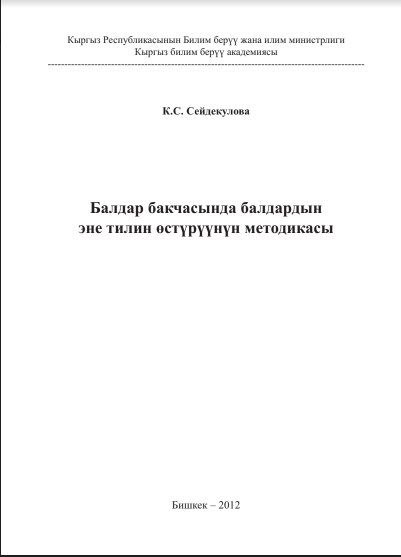 Кыргыз Республикасынын Билим берүү жана илим министрлиги
Кыргыз билим берүү академиясы
К.С. Сейдекулова
Балдар бакчасында балдардын
эне тилин өстүрүүнүн методикасы
Бишкек – 2012